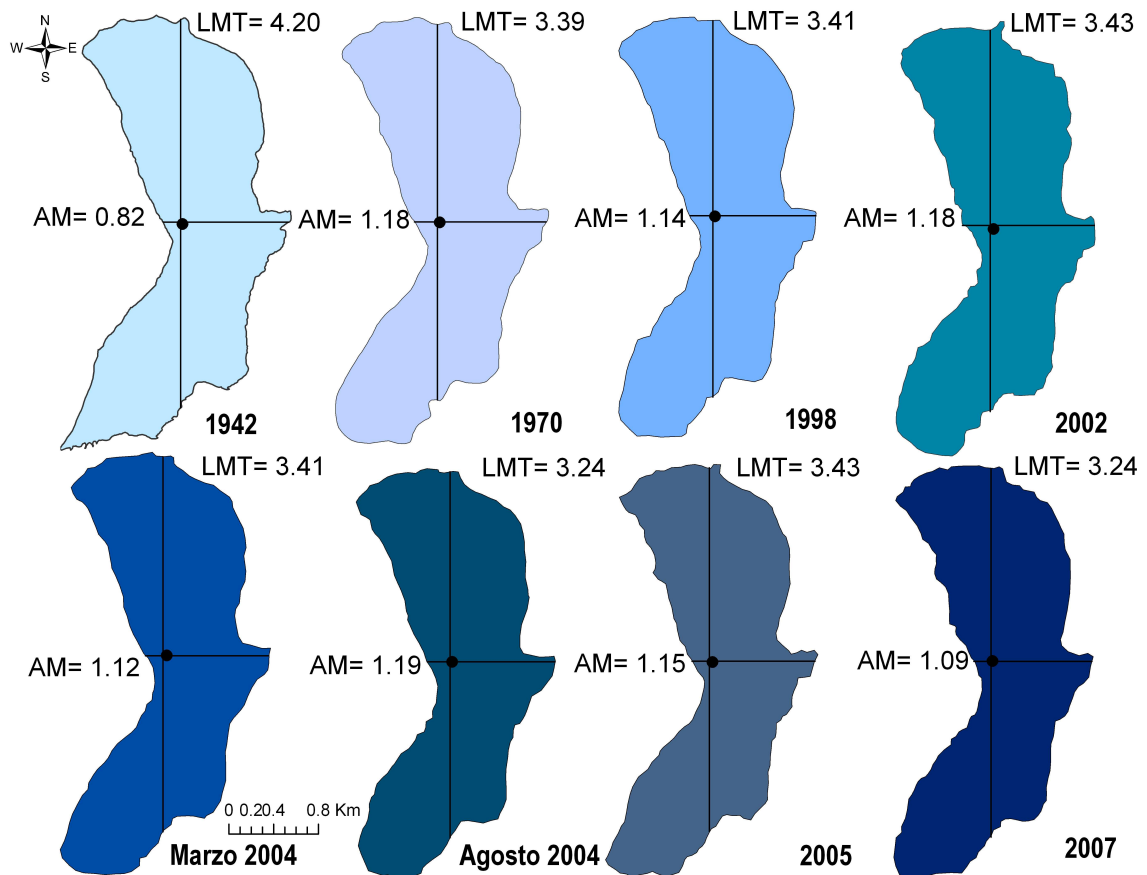 N
W E
S
LMT= 4.20
LMT= 3.39
LMT= 3.41
LMT= 3.43
AM= 0.82
AM= 1.18
AM= 1.14
AM= 1.18
1942
1970
1998
2002
LMT= 3.41
LMT= 3.24
LMT= 3.43
LMT= 3.24
AM= 1.12
AM= 1.19
AM= 1.15
AM= 1.09
0 0.20.4 0.8 Km
Marzo 2004
Agosto 2004
2005
2007